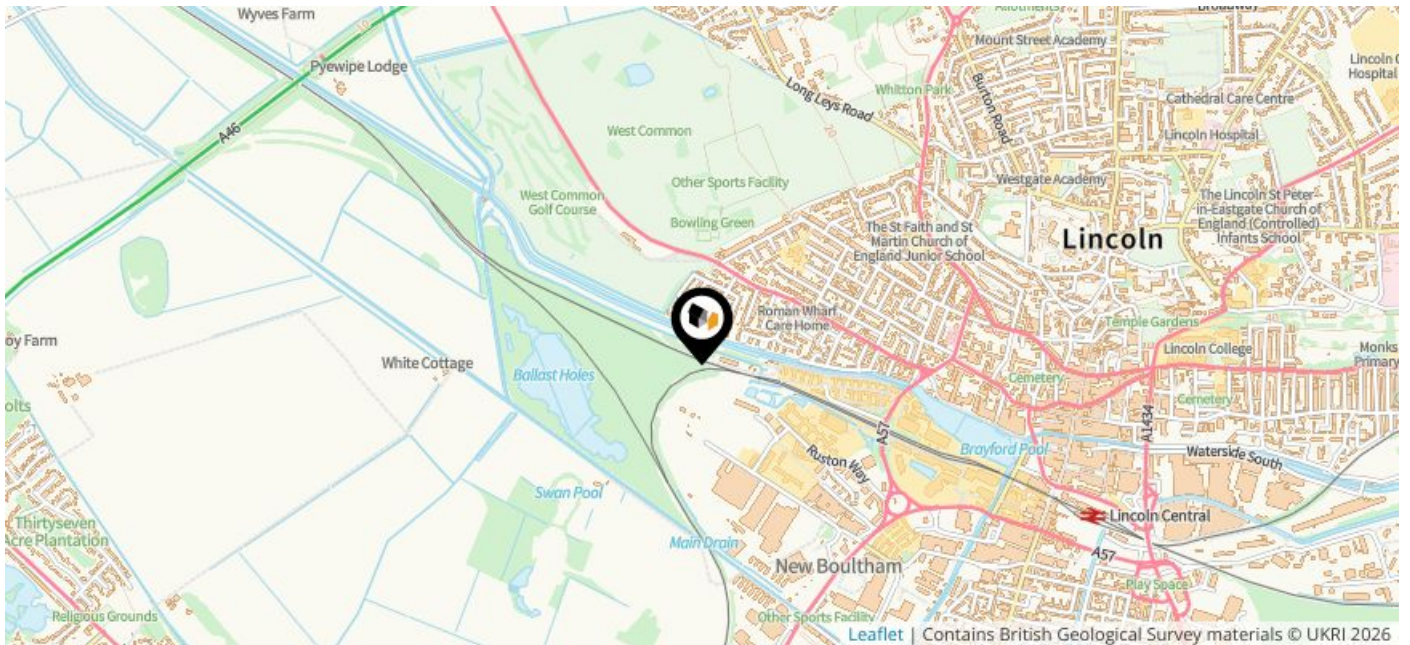 Wyves Farm
Allotments
Mount Street Academy
Pyewipe Lodge
Long Leys Road
Whitton Park
Burton Road
Lincoln C
Hospital
Cathedral Care Centre
A46
West Common
Lincoln Hospital
Other Sports Facility
Westgate Academy
West Common
Golf Course
Bowling Green
The St Faith and St
Martin Church of
England Junior School
The Lincoln St Peter-
in-Eastgate Church of
England (Controlled)
Infants School
Lincoln
40
20
10
Roman Wharf
Care Home
Temple Gardens
oy Farm
White Cottage
Ballast Holes
Lincoln College
Monks
Primary
Cemetery
Cemetery
olts
A57
A1434
Brayford Pool
Waterside South
Ruston Way
Swan Pool
Thirtyseven
Acre Plantation
Lincoln Central
Main Drain
A57
New Boultham
Play Space
Religious Grounds
Other Sports Facility
Leaflet | Contains British Geological Survey materials © UKRI 2026